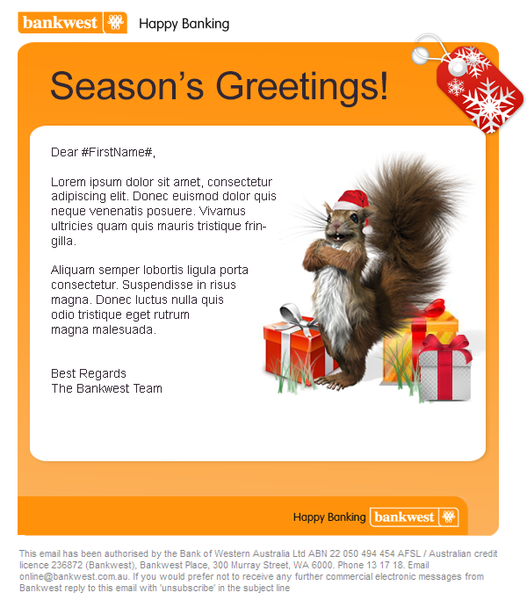 bankwest Happy Banking
Season's Greetings!
Dear #FirstName#,
Lorem ipsum dolor sit amet, consectetur
adipiscing elit. Donec euismod dolor quis
neque venenatis posuere. Vivamus
ultricies quam quis mauris tristique frin-
gilla.
Aliquam semper lobortis ligula porta
consectetur. Suspendisse in risus
magna. Donec luctus nulla quis
odio tristique eget rutrum
magna malesuada.
Best Regards
The Bankwest Team
Happy Banking bankwest
This email has been authorised by the Bank of Western Australia Ltd ABN 22 050 494 454 AFSL / Australian credit
licence 236872 (Bankwest), Bankwest Place, 300 Murray Street, WA 6000. Phone 13 17 18. Email
online@bankwest.com.au. If you would prefer not to receive any further commercial electronic messages from
Bankwest reply to this email with 'unsubscribe' in the subject line